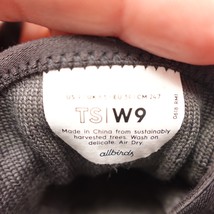 TS|W9
Made in China from sustainably
harvested trees. Wash on
delicate. Air Dry.
allbirds